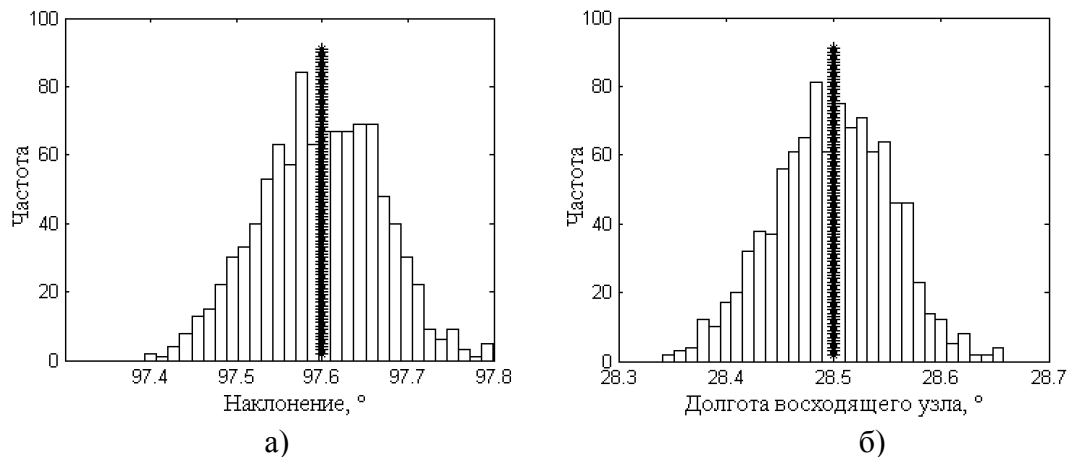 100
80
60
40
20
0
Частота
97.4 97.5 97.6 97.7 97.8
Наклонение, °
а)
100
80
60
40
20
0
Частота
28.3 28.4 28.5 28.6 28.7
Долгота восходящего узла, °
б)